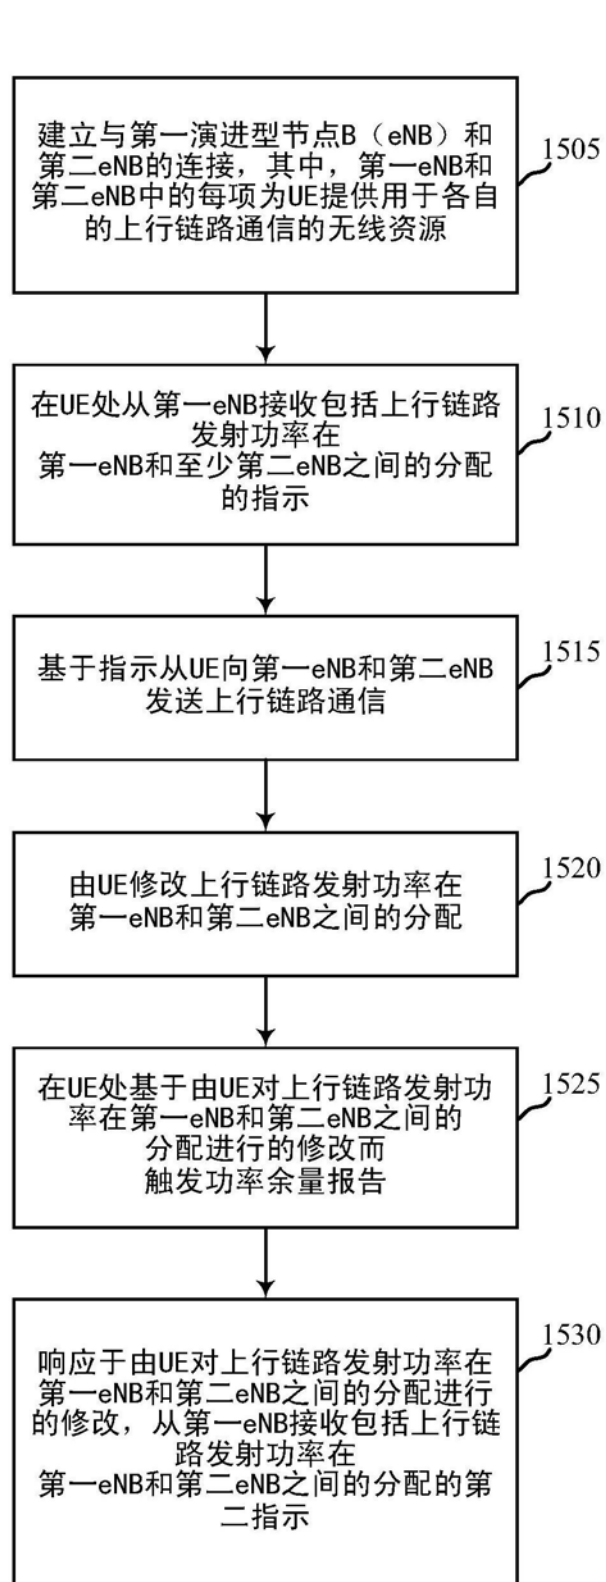 建立与第一演进型节点B（eNB）和
第二eNB的连接，其中，第一eNB和
第二eNB中的每项为UE提供用于各自
的上行链路通信的无线资源
1505
在UE处从第一eNB接收包括上行链路
发射功率在
第一eNB和至少第二eNB之间的分配
的指示
1510
基于指示从UE向第一eNB和第二eNB
发送上行链路通信
1515
由UE修改上行链路发射功率在
第一eNB和第二eNB之间的分配
1520
在UE处基于由UE对上行链路发射功
率在第一eNB和第二eNB之间的
分配进行的修改而
触发功率余量报告
1525
响应于由UE对上行链路发射功率在
第一eNB和第二eNB之间的分配进行
的修改，从第一eNB接收包括上行链
路发射功率在
第一eNB和第二eNB之间的分配的第
二指示
1530